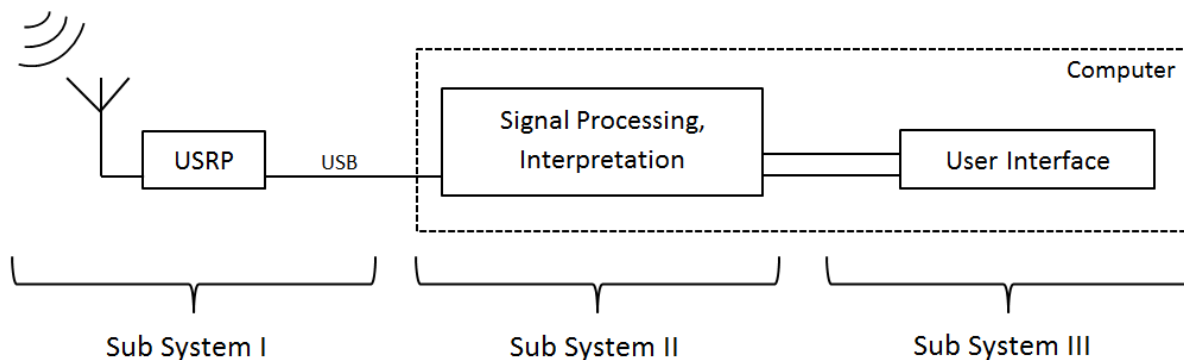 Computer
Signal Processing,
Interpretation
USRP
USB
User Interface
Sub System I
Sub System II
Sub System III